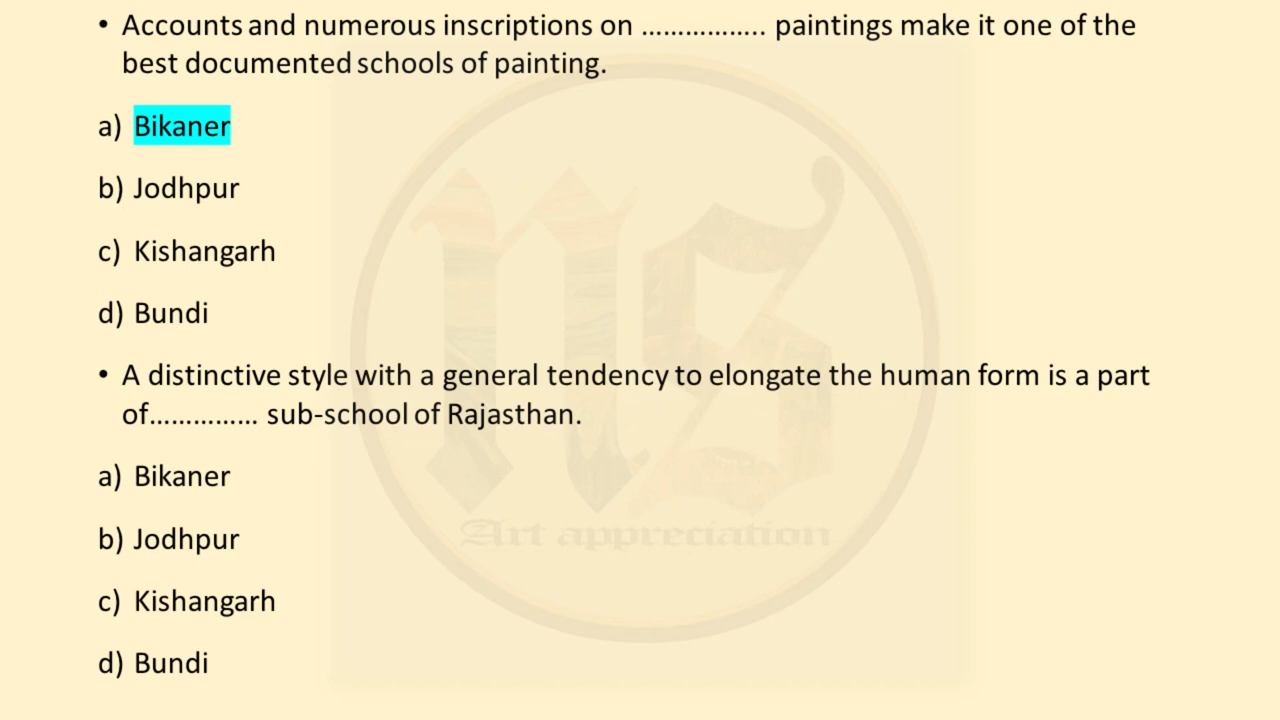 • Accounts and numerous inscriptions on …………….. paintings make it one of the
best documented schools of painting.
a) Bikaner
b) Jodhpur
c) Kishangarh
d) Bundi
• A distinctive style with a general tendency to elongate the human form is a part
of…………… sub-school of Rajasthan.
a) Bikaner
b) Jodhpur
c) Kishangarh
d) Bundi
NS
Art appreciation